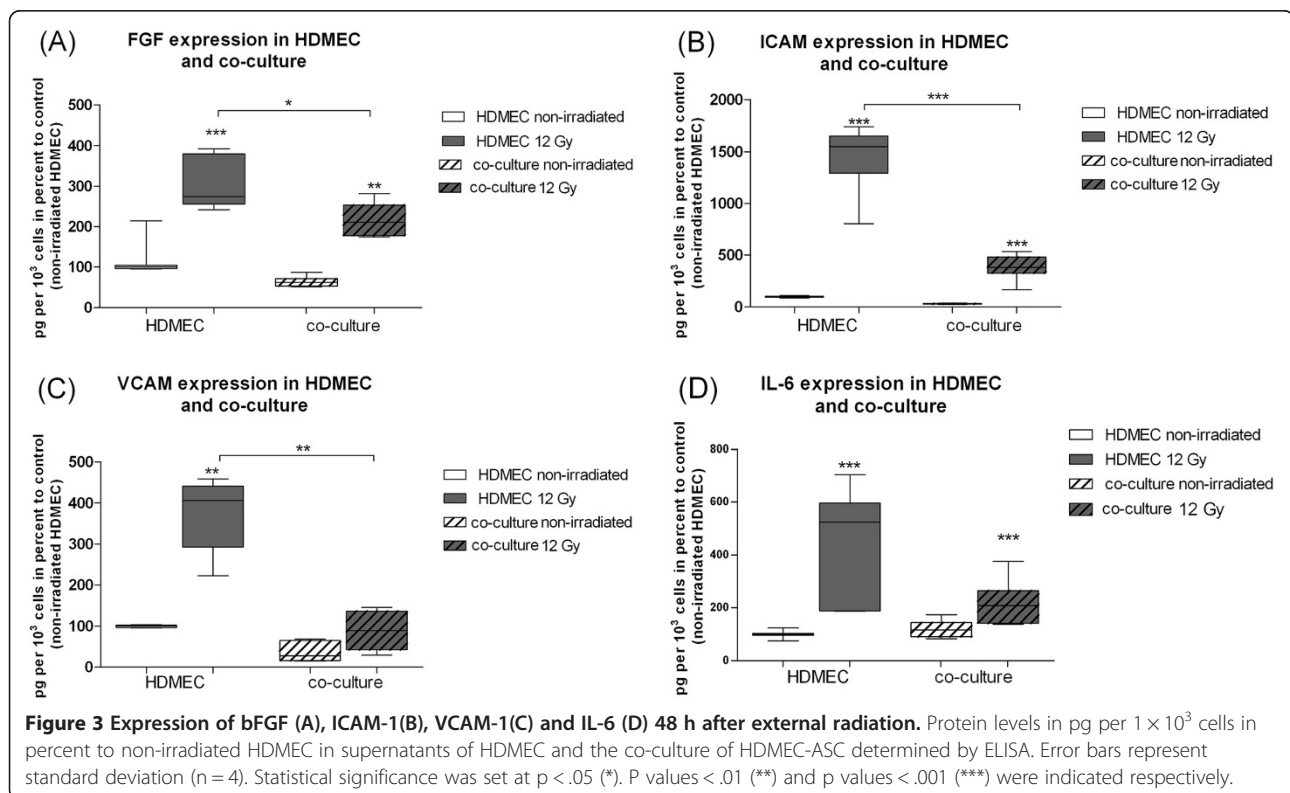 (A)
FGF expression in HDMEC
and co-culture
pg per 10³ cells in percent to control
(non-irradiated HDMEC)
500
400
300
200
100
0
***
*
**
HDMEC
co-culture
HDMEC non-irradiated
HDMEC 12 Gy
co-culture non-irradiated
co-culture 12 Gy
(B)
ICAM expression in HDMEC
and co-culture
pg per 10³ cells in percent to control
(non-irradiated HDMEC)
2000
1500
1000
500
0
***
***
***
HDMEC
co-culture
HDMEC non-irradiated
HDMEC 12 Gy
co-culture non-irradiated
co-culture 12 Gy
(C)
VCAM expression in HDMEC
and co-culture
pg per 10³ cells in percent to control
(non-irradiated HDMEC)
500
400
300
200
100
0
**
**
HDMEC
co-culture
HDMEC non-irradiated
HDMEC 12 Gy
co-culture non-irradiated
co-culture 12 Gy
(D)
IL-6 expression in HDMEC
and co-culture
pg per 10³ cells in percent to control
(non-irradiated HDMEC)
800
600
400
200
0
***
***
HDMEC
co-culture
HDMEC non-irradiated
HDMEC 12 Gy
co-culture non-irradiated
co-culture 12 Gy
Figure 3 Expression of bFGF (A), ICAM-1(B), VCAM-1(C) and IL-6 (D) 48 h after external radiation. Protein levels in pg per 1 × 10³ cells in
percent to non-irradiated HDMEC in supernatants of HDMEC and the co-culture of HDMEC-ASC determined by ELISA. Error bars represent
standard deviation (n = 4). Statistical significance was set at p < .05 (*). P values < .01 (**) and p values < .001 (***) were indicated respectively.